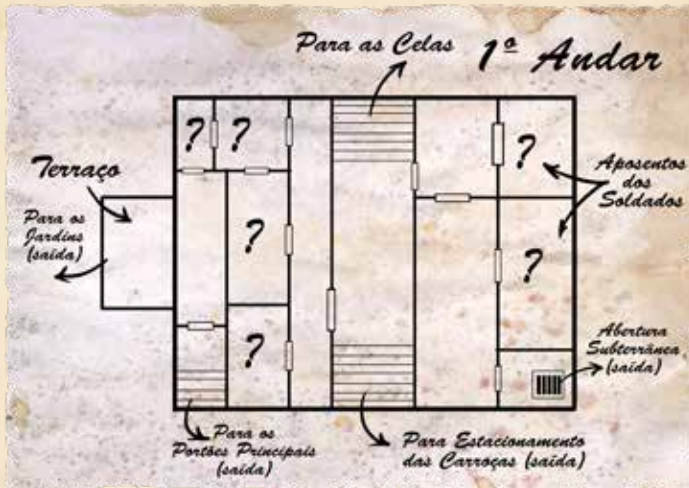 Para as Celas
1º Andar
?
?
?
Terraço
Aposentos
dos
Soldados
Para os
Jardins
(saída)
?
?
?
Abertura
Subterrânea
(saída)
Para os
Portões Principais
(saída)
Para Estacionamento
das Carroças (saída)